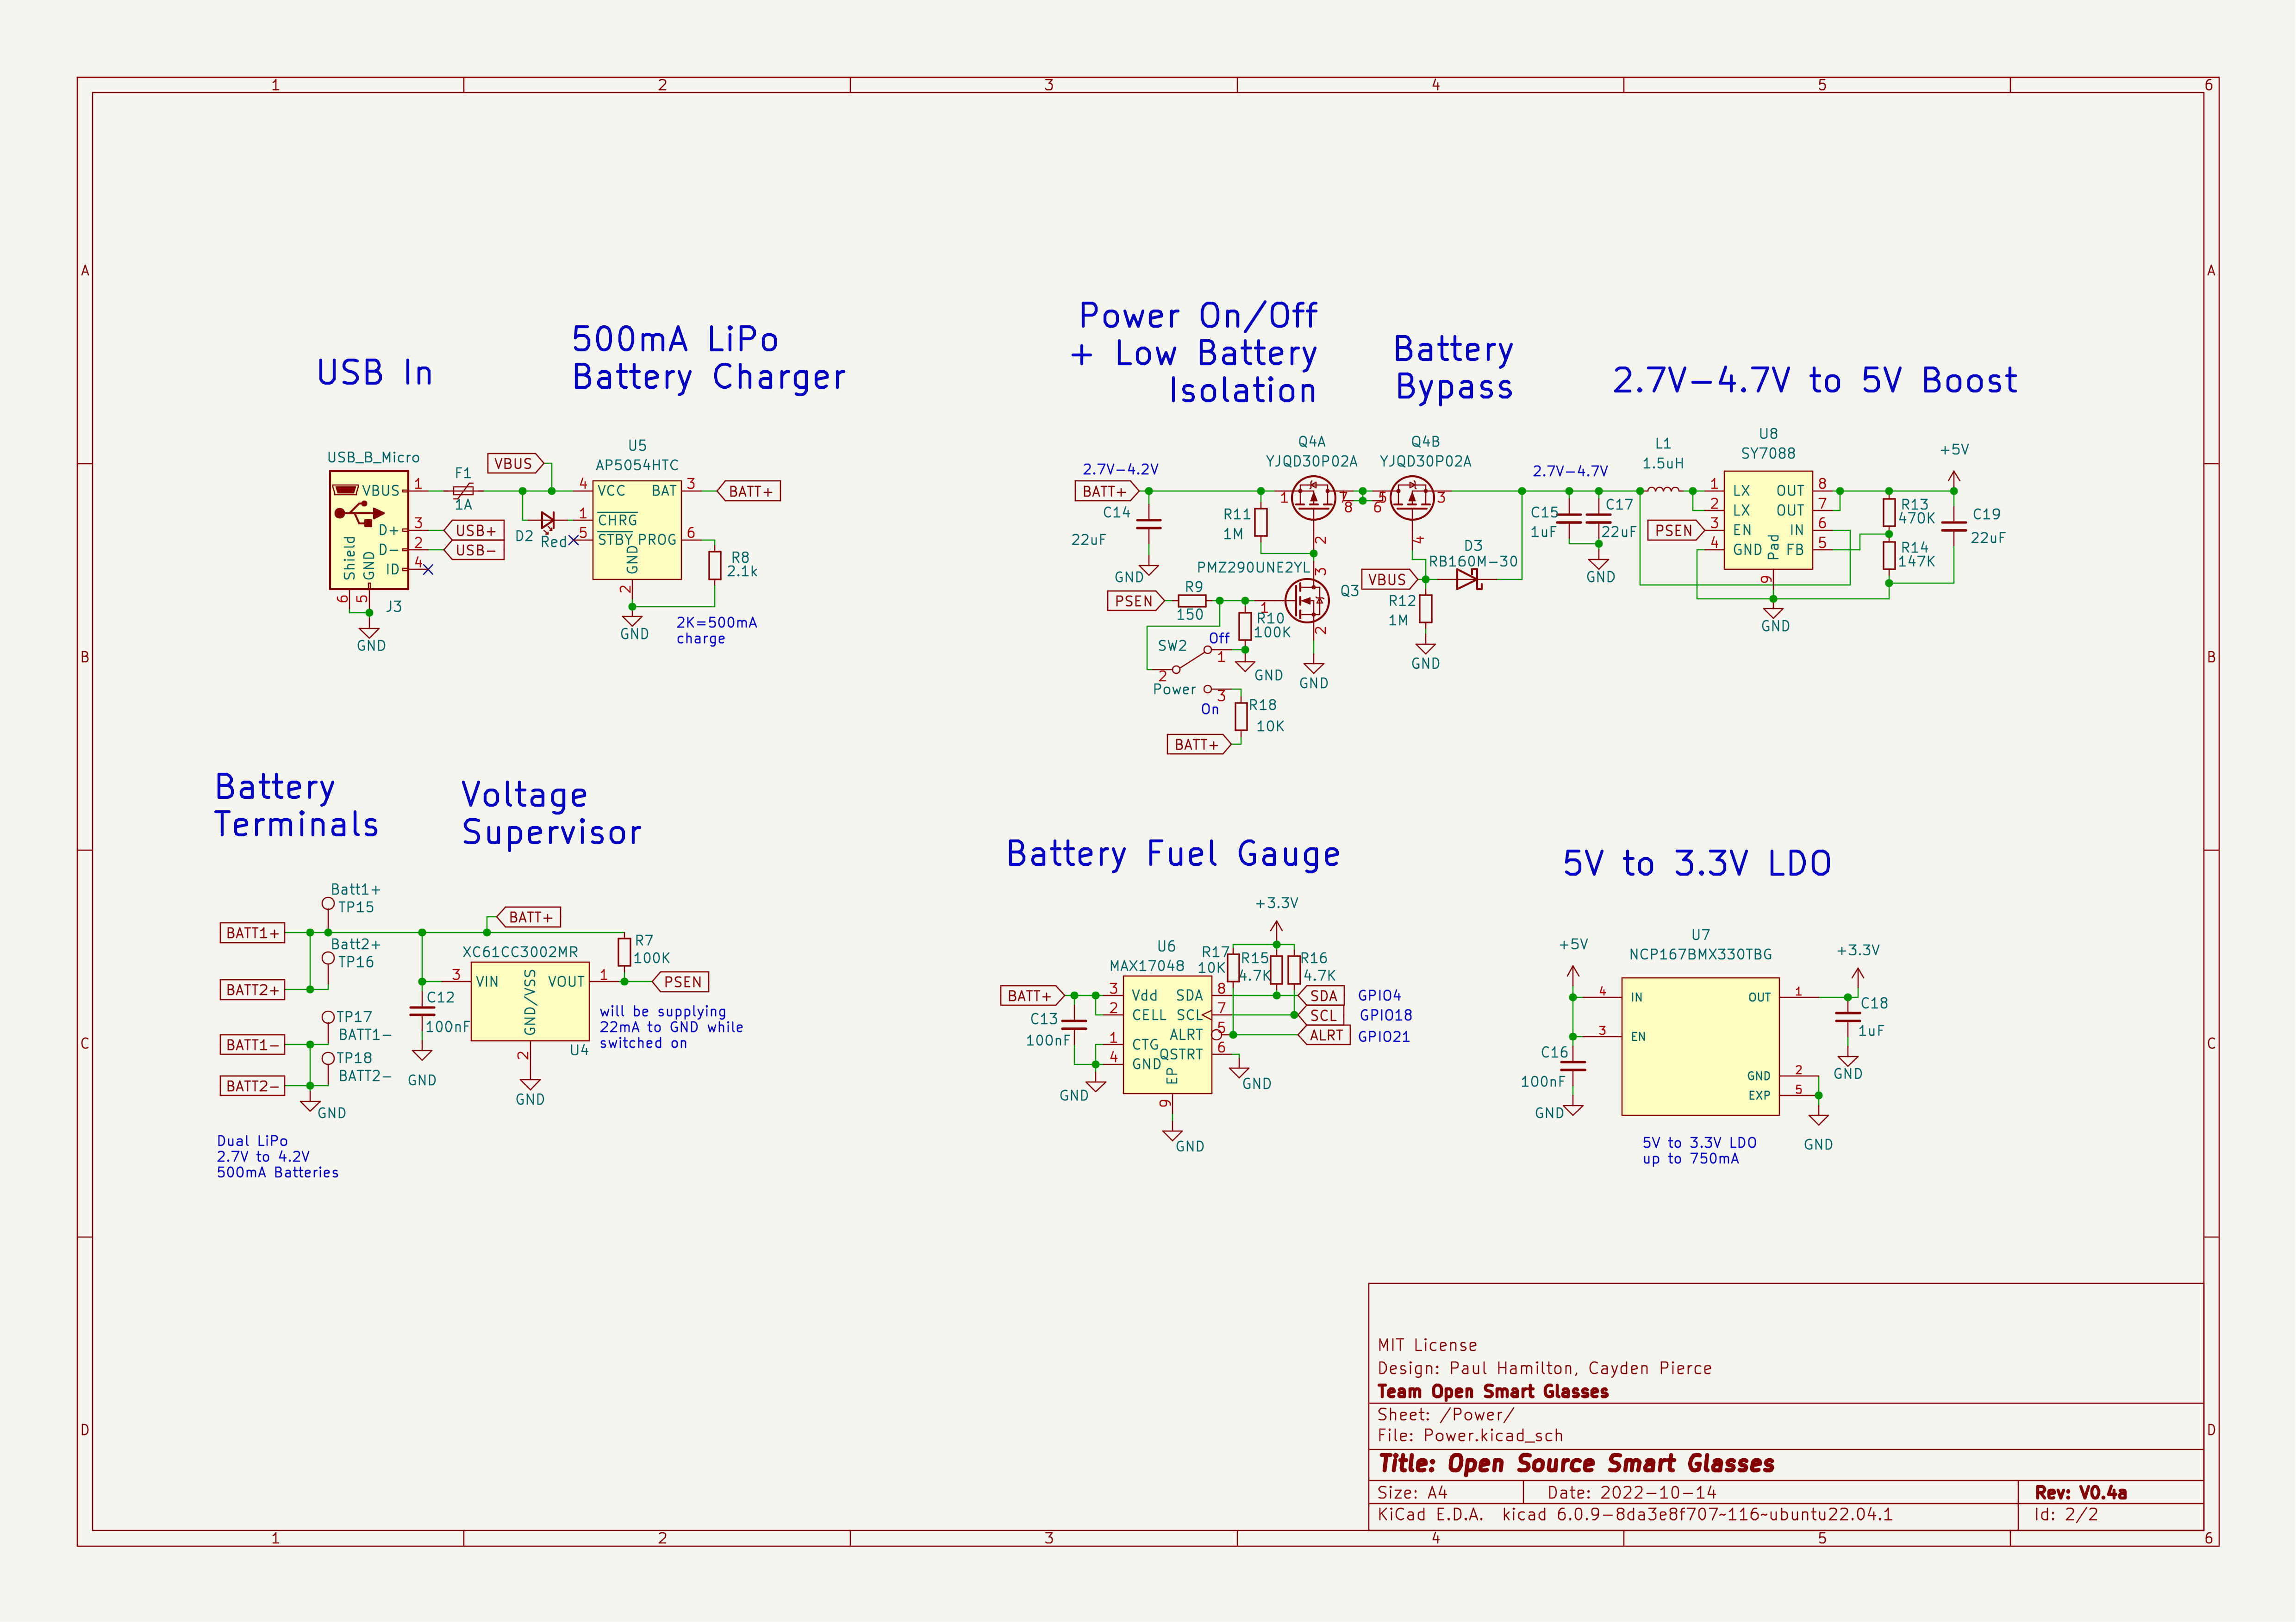 1 2 3 4 5 6
A
B
C
D
A
B
C
D
USB In
USB_B_Micro
VBUS 1
D+ 3
D- 2
ID 4
Shield
GND
6
5
J3
GND
F1
1A
USB+
USB-
500mA LiPo
Battery Charger
VBUS
U5
AP5054HTC
4 VCC BAT 3
1 CHRG
5 STBY PROG 6
GND
2
D2
Red
BATT+
R8
2.1k
GND
2K=500mA
charge
Power On/Off
+ Low Battery
Isolation
2.7V-4.2V
BATT+
C14
22uF
GND
R11
1M
Q4A
YJQD30P02A
1
2
7
8
PMZ290UNE2YL
3
Q3
1
2
GND
PSEN
R9
150
R10
100K
Off
SW2
1
2
GND
Power
3
On
R18
10K
BATT+
Battery
Bypass
Q4B
YJQD30P02A
5
6
3
4
D3
RB160M-30
VBUS
R12
1M
GND
2.7V-4.7V to 5V Boost
2.7V-4.7V
C15
1uF
C17
22uF
GND
L1
1.5uH
U8
SY7088
1 LX OUT 8
2 LX OUT 7
3 EN IN 6
4 GND FB 5
Pad
9
PSEN
GND
R13
470K
R14
147K
+5V
C19
22uF
Battery
Terminals
Batt1+
TP15
BATT1+
Batt2+
TP16
BATT2+
TP17
BATT1-
BATT1-
TP18
BATT2-
BATT2-
GND
Dual LiPo
2.7V to 4.2V
500mA Batteries
Voltage
Supervisor
BATT+
XC61CC3002MR
3 VIN VOUT 1
GND/VSS
2
U4
GND
C12
100nF
GND
R7
100K
PSEN
will be supplying
22mA to GND while
switched on
Battery Fuel Gauge
+3.3V
U6
MAX17048
R17
10K
R15
4.7K
R16
4.7K
BATT+
3 Vdd SDA 8
2 CELL SCL 7
ALRT 5
1 CTG
QSTRT 6
4 GND
EP
9
SDA GPIO4
SCL GPIO18
ALRT GPIO21
C13
100nF
GND
GND
GND
5V to 3.3V LDO
U7
NCP167BMX330TBG
+5V
4 IN OUT 1
3 EN
GND 2
EXP 5
C16
100nF
GND
+3.3V
C18
1uF
GND
GND
5V to 3.3V LDO
up to 750mA
MIT License
Design: Paul Hamilton, Cayden Pierce
Team Open Smart Glasses
Sheet: /Power/
File: Power.kicad_sch
Title: Open Source Smart Glasses
Size: A4 Date: 2022-10-14 Rev: V0.4a
KiCad E.D.A. kicad 6.0.9-8da3e8f707~116~ubuntu22.04.1 Id: 2/2
1 2 3 4 5 6